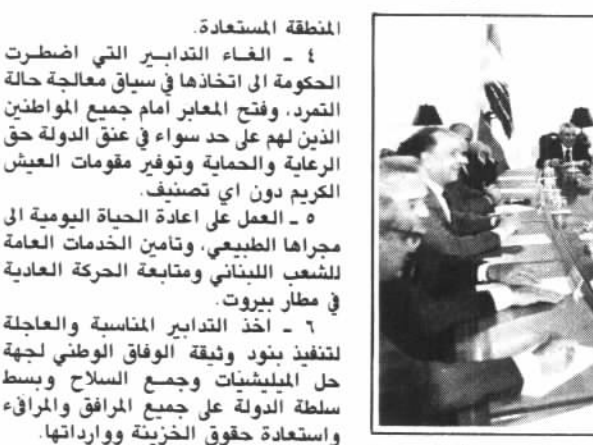 المنطقة المستعادة.
٤ ـ الغاء التدابير التي اضطرت
الحكومة الى اتخاذها في سياق معالجة حالة
التمرد، وفتح المعابر امام جميع المواطنين
الذين لهم على حد سواء في عنق الدولة حق
الرعاية والحماية وتوفير مقومات العيش
الكريم دون اي تصنيف.
٥ ـ العمل على اعادة الحياة اليومية الى
مجراها الطبيعي، وتأمين الخدمات العامة
للشعب اللبناني ومتابعة الحركة العادية
في مطار بيروت.
٦ ـ اخذ التدابير المناسبة والعاجلة
لتنفيذ بنود وثيقة الوفاق الوطني لجهة
حل الميليشيات وجمع السلاح وبسط
سلطة الدولة على جميع المرافق والمرافىء
واستعادة حقوق الخزينة ووارداتها.